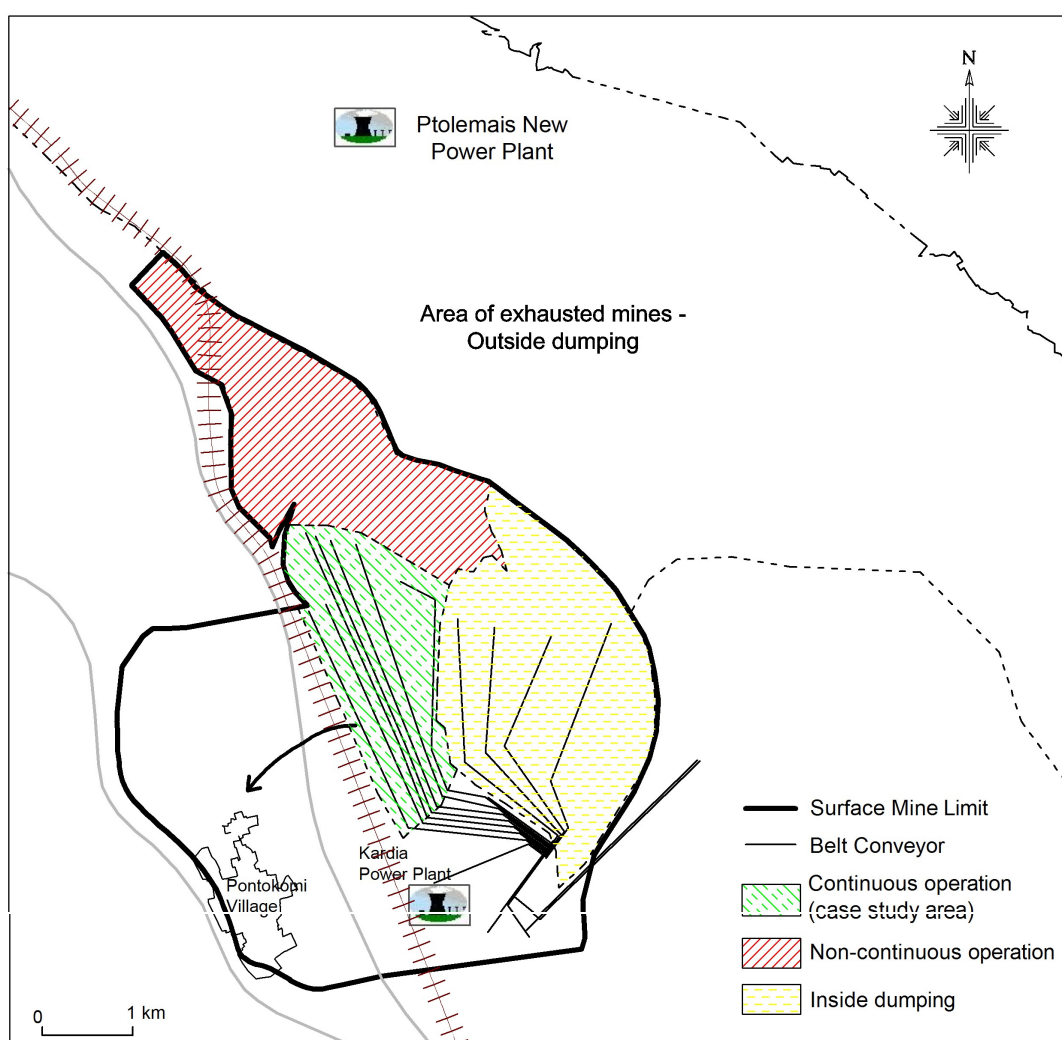 N
Ptolemais New
Power Plant
Area of exhausted mines -
Outside dumping
Kardia
Power Plant
Pontokomi
Village
Surface Mine Limit
Belt Conveyor
Continuous operation
(case study area)
Non-continuous operation
Inside dumping
0 1 km